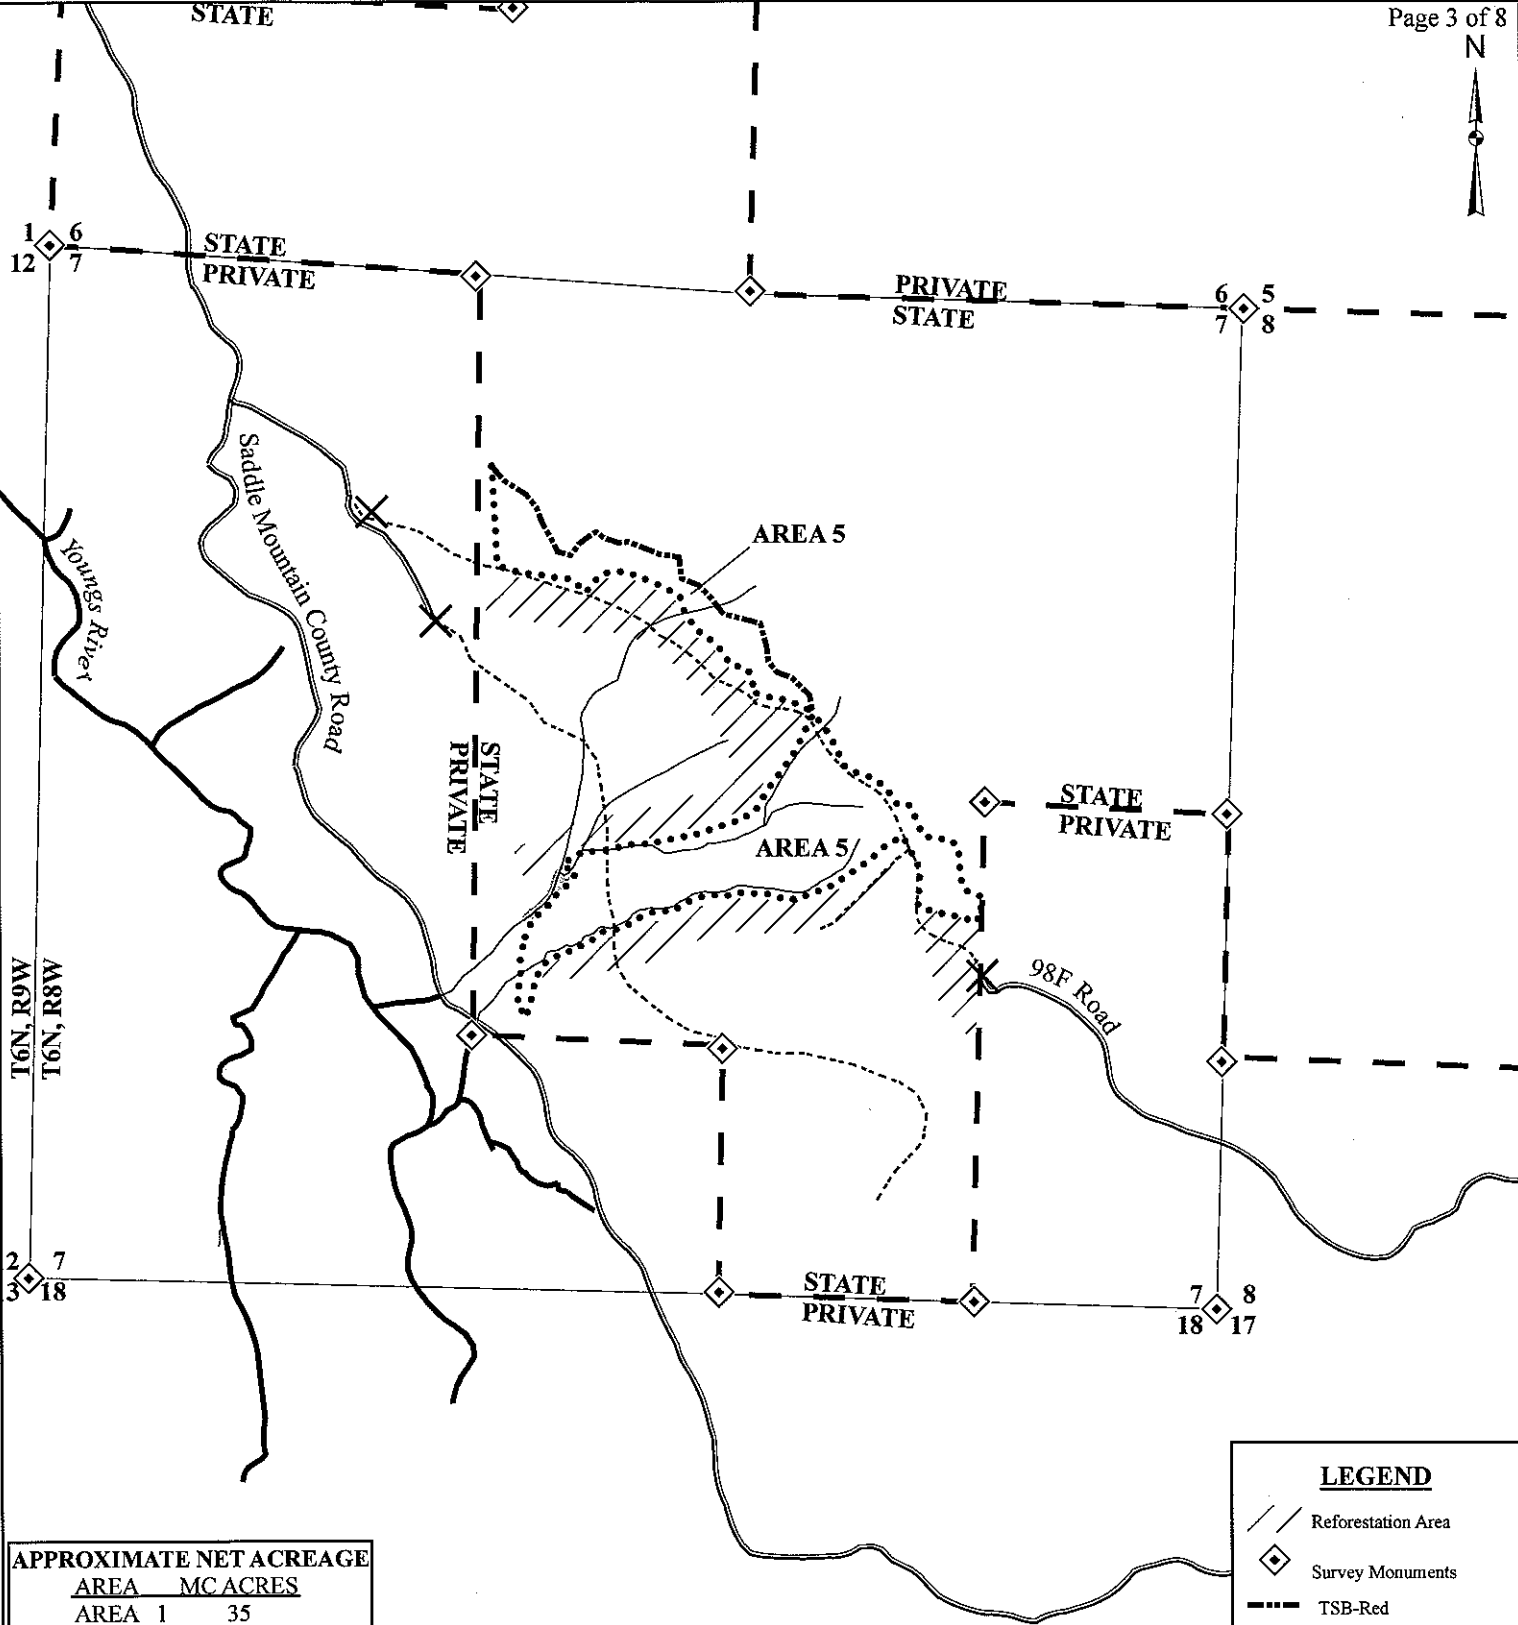 STATE
Page 3 of 8
N
1 6
12 7
STATE
PRIVATE
PRIVATE
STATE
6 5
7 8
Saddle Mountain County Road
Youngs River
AREA 5
STATE
PRIVATE
STATE
PRIVATE
AREA 5
T6N, R9W
T6N, R8W
98F Road
2 7
3 18
STATE
PRIVATE
7 8
18 17
LEGEND
Reforestation Area
Survey Monuments
TSB-Red
APPROXIMATE NET ACREAGE
AREA MC ACRES
AREA 1 35